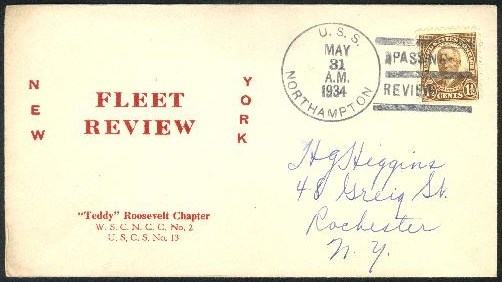 U. S. S.
MAY
31
A.M.
1934
NORTHAMPTON
PASSING
REVIEW
CENTS
NEW
YORK
FLEET
REVIEW
"Teddy" Roosevelt Chapter
W. S. C. N. C. C. No. 2
U. S. C. S. No. 13
H G Higgins
48 Greig St.
Rochester
N. Y.